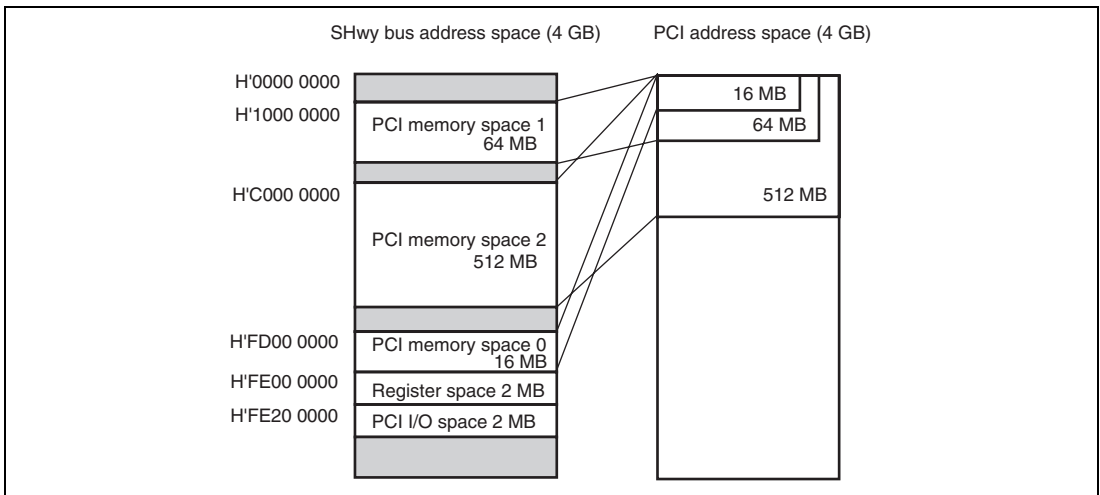 SHwy bus address space (4 GB)
PCI address space (4 GB)
H'0000 0000
H'1000 0000
PCI memory space 1
64 MB
H'C000 0000
PCI memory space 2
512 MB
H'FD00 0000
PCI memory space 0
16 MB
H'FE00 0000
Register space 2 MB
H'FE20 0000
PCI I/O space 2 MB
16 MB
64 MB
512 MB